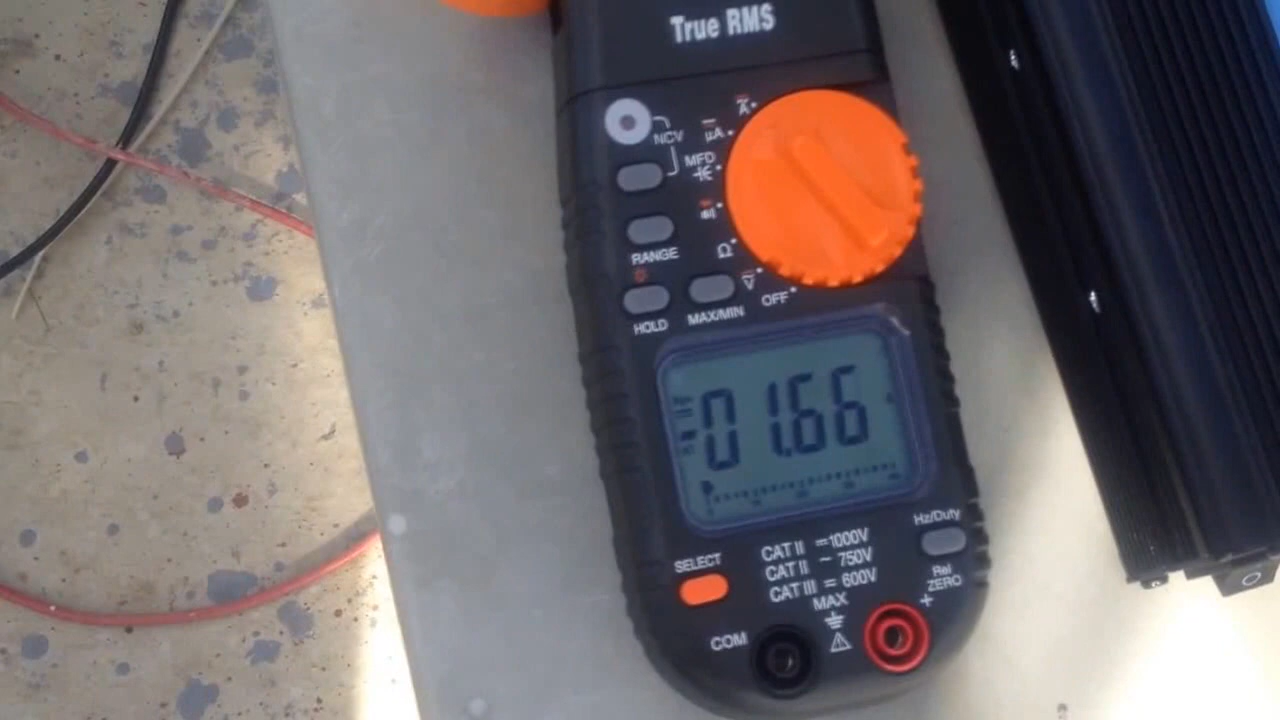 True RMS
NCV
A
µA
MFD
Ω
V
OFF
RANGE
HOLD
MAX/MIN
-01.66
A
SELECT
CAT II ⎓1000V
CAT II ~ 750V
CAT III ≂ 600V
MAX
Hz/Duty
Rel
ZERO
+
COM